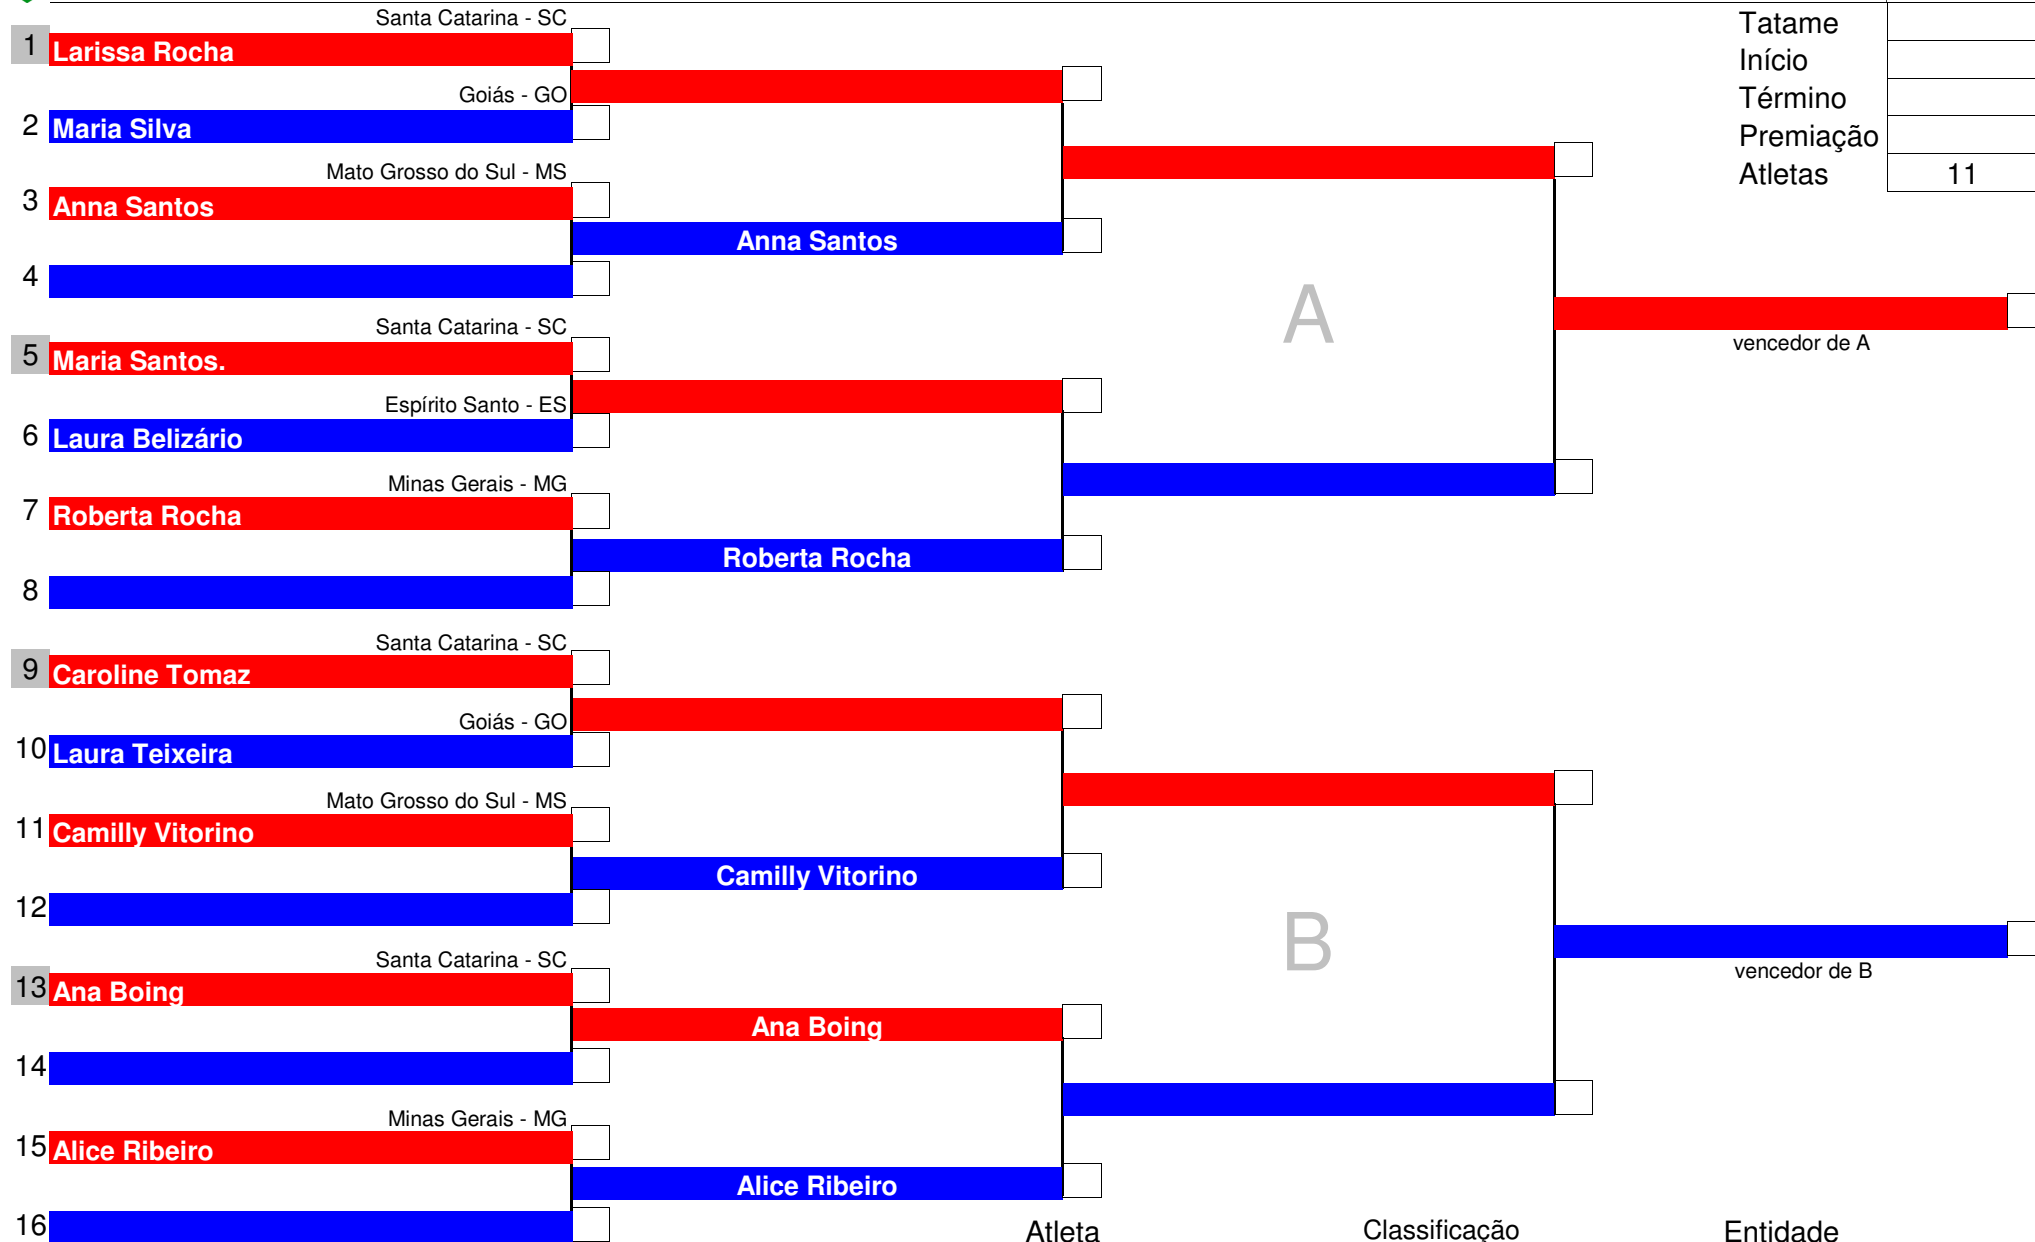 Santa Catarina - SC
1 Larissa Rocha
Goiás - GO
2 Maria Silva
Mato Grosso do Sul - MS
3 Anna Santos
Anna Santos
4
Santa Catarina - SC
5 Maria Santos.
Espírito Santo - ES
6 Laura Belizário
Minas Gerais - MG
7 Roberta Rocha
Roberta Rocha
8
Santa Catarina - SC
9 Caroline Tomaz
Goiás - GO
10 Laura Teixeira
Mato Grosso do Sul - MS
11 Camilly Vitorino
Camilly Vitorino
12
Santa Catarina - SC
13 Ana Boing
Ana Boing
14
Minas Gerais - MG
15 Alice Ribeiro
Alice Ribeiro
16
A
B
Tatame
Início
Término
Premiação
Atletas 11
vencedor de A
vencedor de B
Atleta Classificação Entidade